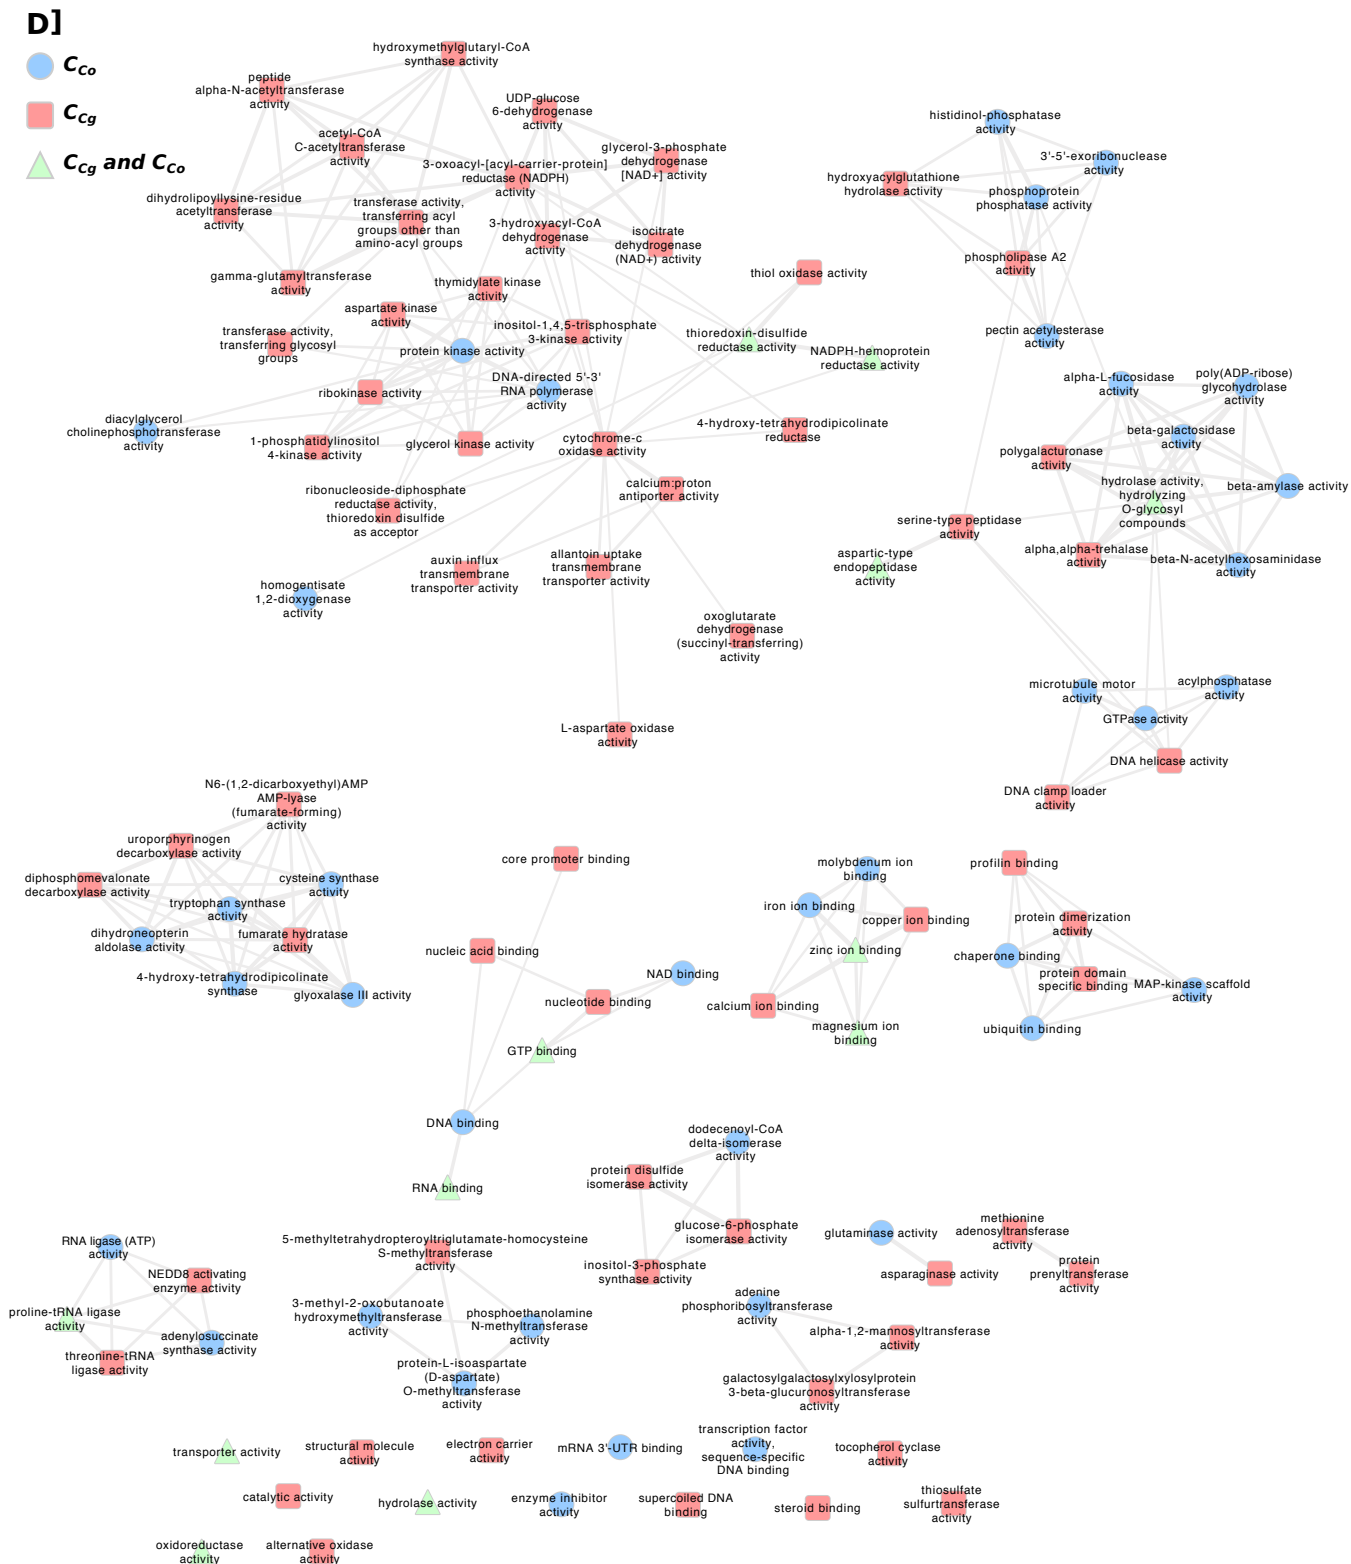 D]
C Co
C Cg
C Cg and C Co
hydroxymethylglutaryl-CoA
synthase activity
peptide
alpha-N-acetyltransferase
activity
UDP-glucose
6-dehydrogenase
activity
acetyl-CoA
C-acetyltransferase
activity
3-oxoacyl-[acyl-carrier-protein]
reductase (NADPH)
activity
glycerol-3-phosphate
dehydrogenase
[NAD+] activity
dihydrolipoyllysine-residue
acetyltransferase
activity
transferase activity,
transferring acyl
groups other than
amino-acyl groups
3-hydroxyacyl-CoA
dehydrogenase
activity
isocitrate
dehydrogenase
(NAD+) activity
gamma-glutamyltransferase
activity
thymidylate kinase
activity
thiol oxidase activity
aspartate kinase
activity
inositol-1,4,5-trisphosphate
3-kinase activity
transferase activity,
transferring glycosyl
groups
protein kinase activity
thioredoxin-disulfide
reductase activity
NADPH-hemoprotein
reductase activity
ribokinase activity
DNA-directed 5'-3'
RNA polymerase
activity
diacylglycerol
cholinephosphotransferase
activity
1-phosphatidylinositol
4-kinase activity
glycerol kinase activity
cytochrome-c
oxidase activity
4-hydroxy-tetrahydrodipicolinate
reductase
ribonucleoside-diphosphate
reductase activity,
thioredoxin disulfide
as acceptor
calcium:proton
antiporter activity
auxin influx
transmembrane
transporter activity
allantoin uptake
transmembrane
transporter activity
homogentisate
1,2-dioxygenase
activity
oxoglutarate
dehydrogenase
(succinyl-transferring)
activity
L-aspartate oxidase
activity
histidinol-phosphatase
activity
3'-5'-exoribonuclease
activity
hydroxyacylglutathione
hydrolase activity
phosphoprotein
phosphatase activity
phospholipase A2
activity
pectin acetylesterase
activity
alpha-L-fucosidase
activity
poly(ADP-ribose)
glycohydrolase
activity
beta-galactosidase
activity
polygalacturonase
activity
hydrolase activity,
hydrolyzing
O-glycosyl
compounds
beta-amylase activity
serine-type peptidase
activity
alpha,alpha-trehalase
activity
beta-N-acetylhexosaminidase
activity
aspartic-type
endopeptidase
activity
microtubule motor
activity
acylphosphatase
activity
GTPase activity
DNA helicase activity
DNA clamp loader
activity
N6-(1,2-dicarboxyethyl)AMP
AMP-lyase
(fumarate-forming)
activity
uroporphyrinogen
decarboxylase activity
diphosphomevalonate
decarboxylase activity
cysteine synthase
activity
tryptophan synthase
activity
dihydroneopterin
aldolase activity
fumarate hydratase
activity
4-hydroxy-tetrahydrodipicolinate
synthase
glyoxalase III activity
core promoter binding
nucleic acid binding
NAD binding
nucleotide binding
GTP binding
DNA binding
RNA binding
molybdenum ion
binding
iron ion binding
copper ion binding
zinc ion binding
calcium ion binding
magnesium ion
binding
profilin binding
protein dimerization
activity
chaperone binding
protein domain
specific binding
MAP-kinase scaffold
activity
ubiquitin binding
dodecenoyl-CoA
delta-isomerase
activity
protein disulfide
isomerase activity
glucose-6-phosphate
isomerase activity
inositol-3-phosphate
synthase activity
glutaminase activity
asparaginase activity
methionine
adenosyltransferase
activity
protein
prenyltransferase
activity
RNA ligase (ATP)
activity
NEDD8 activating
enzyme activity
proline-tRNA ligase
activity
adenylosuccinate
synthase activity
threonine-tRNA
ligase activity
5-methyltetrahydropteroyltriglutamate-homocysteine
S-methyltransferase
activity
3-methyl-2-oxobutanoate
hydroxymethyltransferase
activity
phosphoethanolamine
N-methyltransferase
activity
protein-L-isoaspartate
(D-aspartate)
O-methyltransferase
activity
adenine
phosphoribosyltransferase
activity
alpha-1,2-mannosyltransferase
activity
galactosylgalactosylxylosylprotein
3-beta-glucuronosyltransferase
activity
transporter activity
structural molecule
activity
electron carrier
activity
mRNA 3'-UTR binding
transcription factor
activity,
sequence-specific
DNA binding
tocopherol cyclase
activity
catalytic activity
hydrolase activity
enzyme inhibitor
activity
supercoiled DNA
binding
steroid binding
thiosulfate
sulfurtransferase
activity
oxidoreductase
activity
alternative oxidase
activity